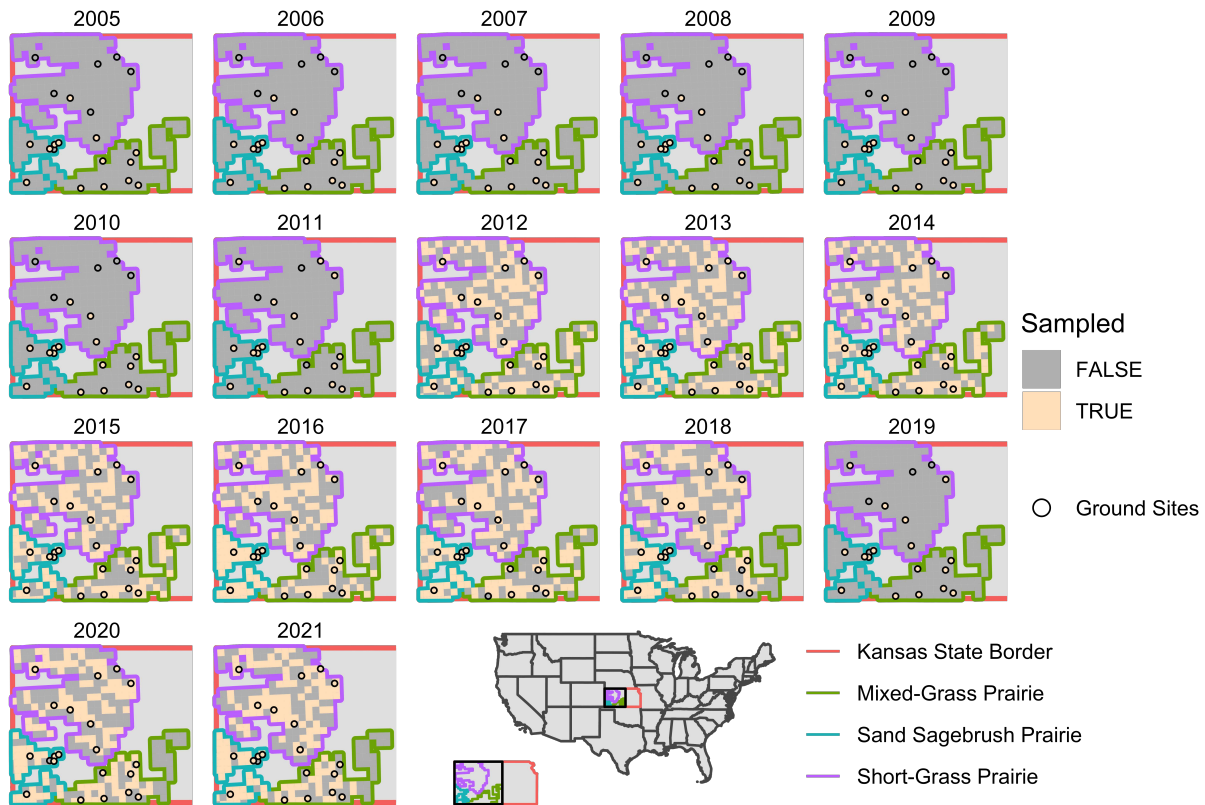 2005 2006 2007 2008 2009
2010 2011 2012 2013 2014
Sampled
FALSE
TRUE
2015 2016 2017 2018 2019
Ground Sites
2020 2021
Kansas State Border
Mixed-Grass Prairie
Sand Sagebrush Prairie
Short-Grass Prairie